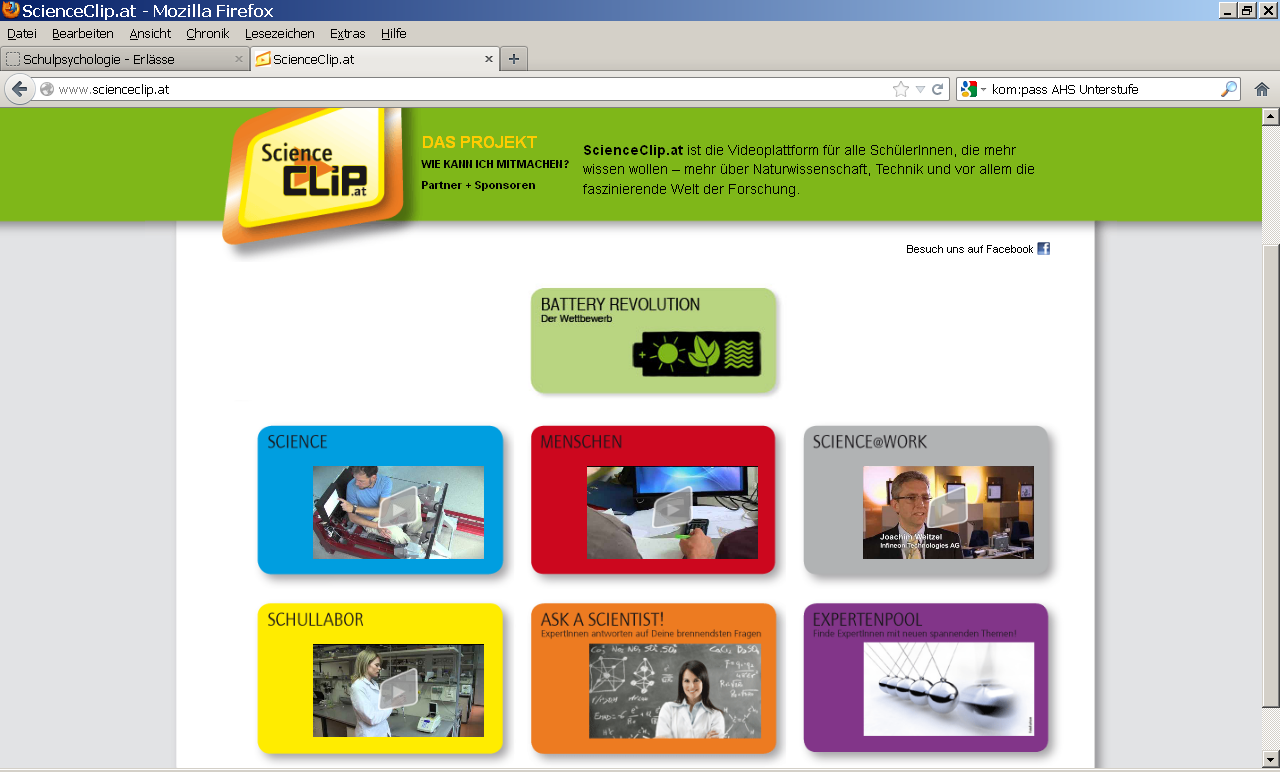 ScienceClip.at - Mozilla Firefox
Datei Bearbeiten Ansicht Chronik Lesezeichen Extras Hilfe
Schulpsychologie - Erlässe
ScienceClip.at
www.scienceclip.at
kom:pass AHS Unterstufe
Science
CLiP.at
DAS PROJEKT
WIE KANN ICH MITMACHEN?
Partner + Sponsoren
ScienceClip.at ist die Videoplattform für alle SchülerInnen, die mehr
wissen wollen – mehr über Naturwissenschaft, Technik und vor allem die
faszinierende Welt der Forschung.
Besuch uns auf Facebook
BATTERY REVOLUTION
Der Wettbewerb
SCIENCE
MENSCHEN
SCIENCE@WORK
Joachim Weitzel
Infineon Technologies AG
SCHULLABOR
ASK A SCIENTIST!
ExpertInnen antworten auf Deine brennendsten Fragen
EXPERTENPOOL
Finde ExpertInnen mit neuen spannenden Themen!